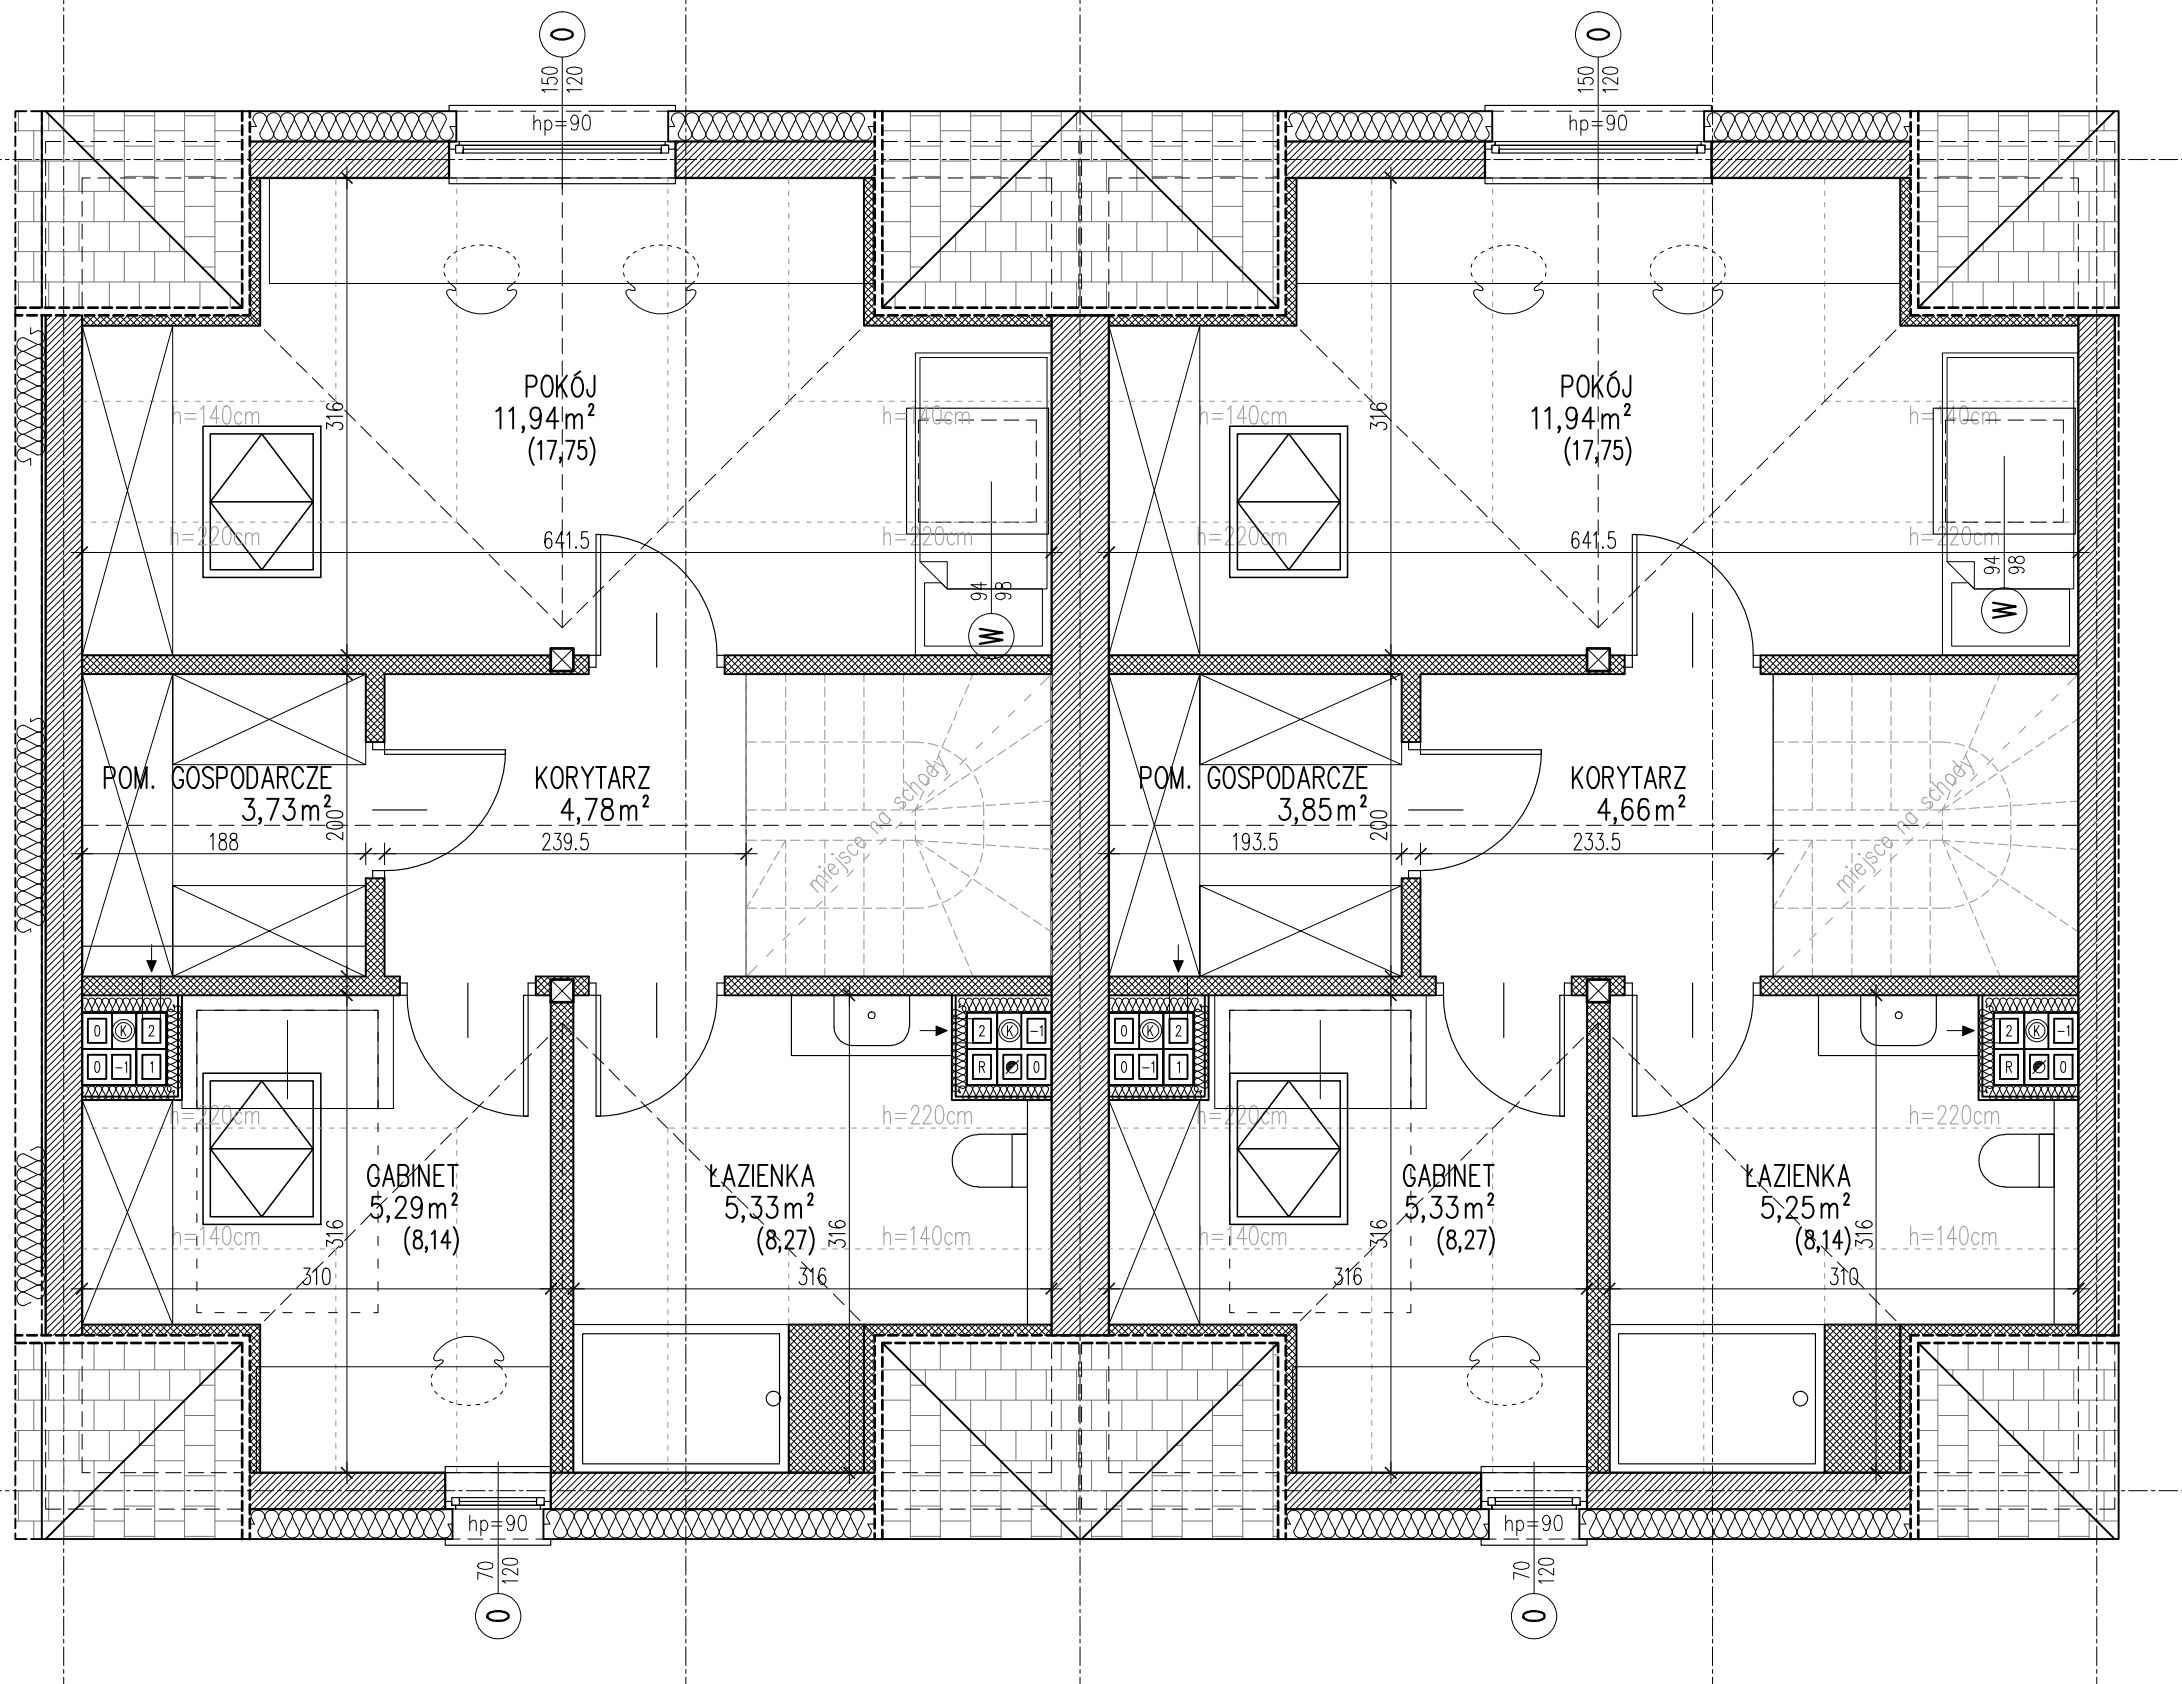 0
150
120
hp=90
0
150
120
hp=90
POKÓJ
11,94m²
(17,75)
316
h=140cm
h=140cm
h=220cm
h=220cm
641.5
94
98
W
POKÓJ
11,94m²
(17,75)
316
h=140cm
h=140cm
h=220cm
h=220cm
641.5
94
98
W
POM. GOSPODARCZE
3,73m²
200
188
KORYTARZ
4,78m²
239.5
miejsce na schody
POM. GOSPODARCZE
3,85m²
200
193.5
KORYTARZ
4,66m²
233.5
miejsce na schody
0 K 2
0 -1 1
2 K -1
R 0
0 K 2
0 -1 1
2 K -1
R 0
h=220cm
h=220cm
h=220cm
h=220cm
GABINET
5,29m²
(8,14)
316
h=140cm
310
ŁAZIENKA
5,33m²
(8,27)
316
h=140cm
316
GABINET
5,33m²
(8,27)
316
h=140cm
316
ŁAZIENKA
5,25m²
(8,14)
316
h=140cm
310
hp=90
70
120
0
hp=90
70
120
0